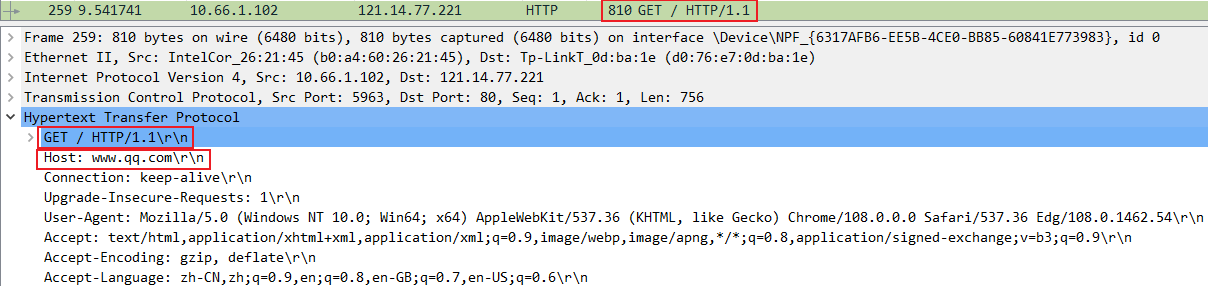 259 9.541741 10.66.1.102 121.14.77.221 HTTP 810 GET / HTTP/1.1
Frame 259: 810 bytes on wire (6480 bits), 810 bytes captured (6480 bits) on interface \Device\NPF_{6317AFB6-EE5B-4CE0-BB85-60841E773983}, id 0
Ethernet II, Src: IntelCor_26:21:45 (b0:a4:60:26:21:45), Dst: Tp-LinkT_0d:ba:1e (d0:76:e7:0d:ba:1e)
Internet Protocol Version 4, Src: 10.66.1.102, Dst: 121.14.77.221
Transmission Control Protocol, Src Port: 5963, Dst Port: 80, Seq: 1, Ack: 1, Len: 756
Hypertext Transfer Protocol
GET / HTTP/1.1\r\n
Host: www.qq.com\r\n
Connection: keep-alive\r\n
Upgrade-Insecure-Requests: 1\r\n
User-Agent: Mozilla/5.0 (Windows NT 10.0; Win64; x64) AppleWebKit/537.36 (KHTML, like Gecko) Chrome/108.0.0.0 Safari/537.36 Edg/108.0.1462.54\r\n
Accept: text/html,application/xhtml+xml,application/xml;q=0.9,image/webp,image/apng,*/*;q=0.8,application/signed-exchange;v=b3;q=0.9\r\n
Accept-Encoding: gzip, deflate\r\n
Accept-Language: zh-CN,zh;q=0.9,en;q=0.8,en-GB;q=0.7,en-US;q=0.6\r\n